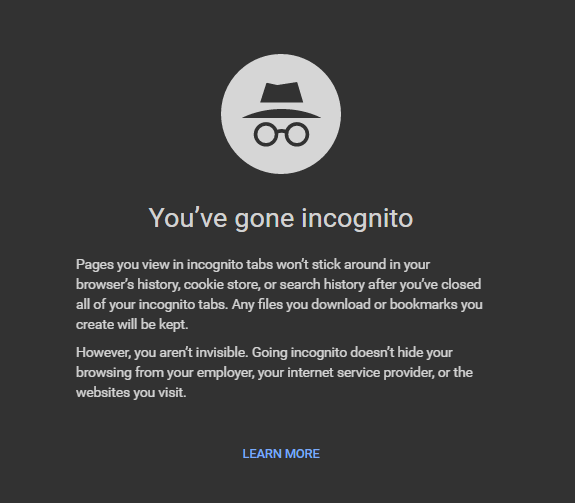 You’ve gone incognito
Pages you view in incognito tabs won’t stick around in your
browser’s history, cookie store, or search history after you’ve closed
all of your incognito tabs. Any files you download or bookmarks you
create will be kept.
However, you aren’t invisible. Going incognito doesn’t hide your
browsing from your employer, your internet service provider, or the
websites you visit.
LEARN MORE